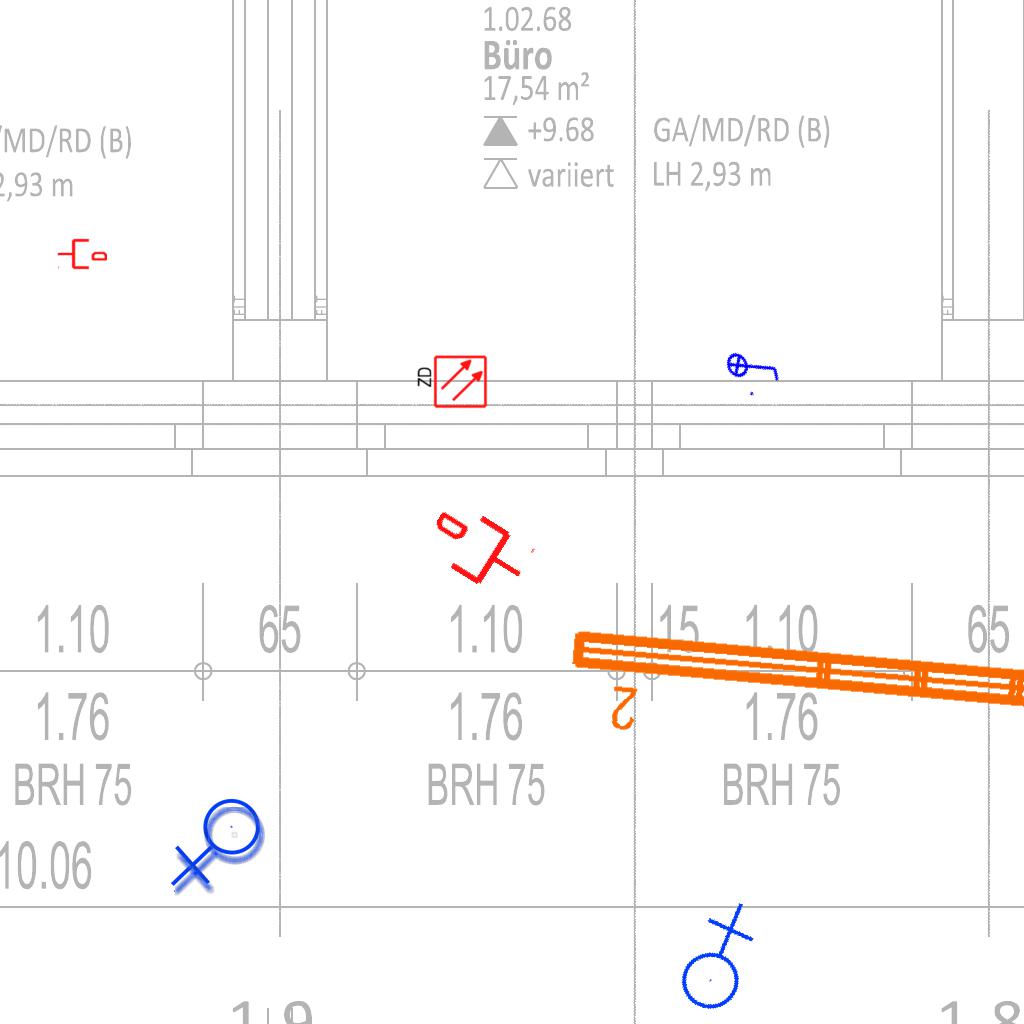 1.02.68
Büro
17,54 m²
+9.68
variiert
GA/MD/RD (B)
LH 2,93 m
/MD/RD (B)
2,93 m
ZD
1.10
65
1.10
15
1.10
65
1.76
1.76
1.76
2
BRH 75
BRH 75
BRH 75
10.06